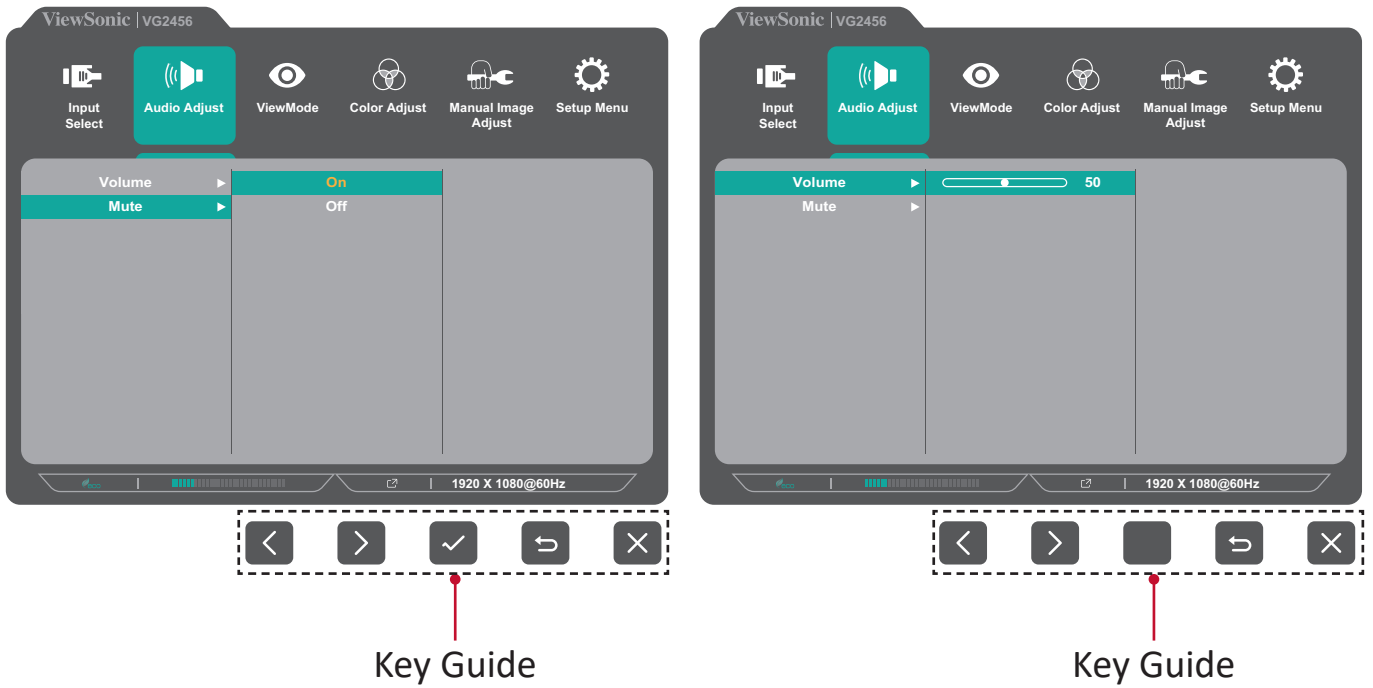 ViewSonic | VG2456
Input
Select
Audio Adjust
ViewMode
Color Adjust
Manual Image
Adjust
Setup Menu
Volume
On
Mute
Off
ECO
1920 X 1080@60Hz
Key Guide
ViewSonic | VG2456
Input
Select
Audio Adjust
ViewMode
Color Adjust
Manual Image
Adjust
Setup Menu
Volume
50
Mute
ECO
1920 X 1080@60Hz
Key Guide